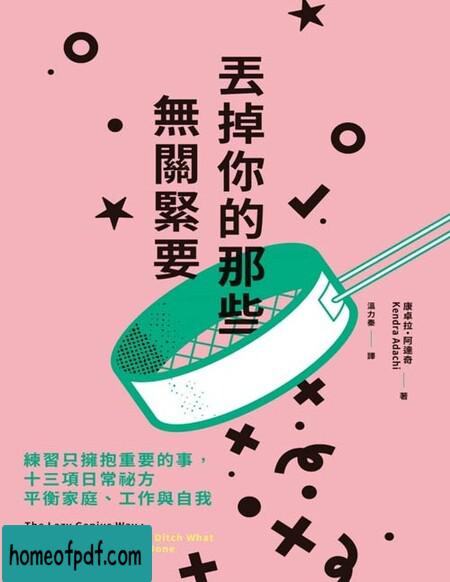 丟掉你的那些
無關緊要
康卓拉・阿達奇
Kendra Adachi
著
溫力秦
譯
練習只擁抱重要的事，
十三項日常祕方
平衡家庭、工作與自我
The Lazy Genius Way :
Ditch What
homeofpdf.com